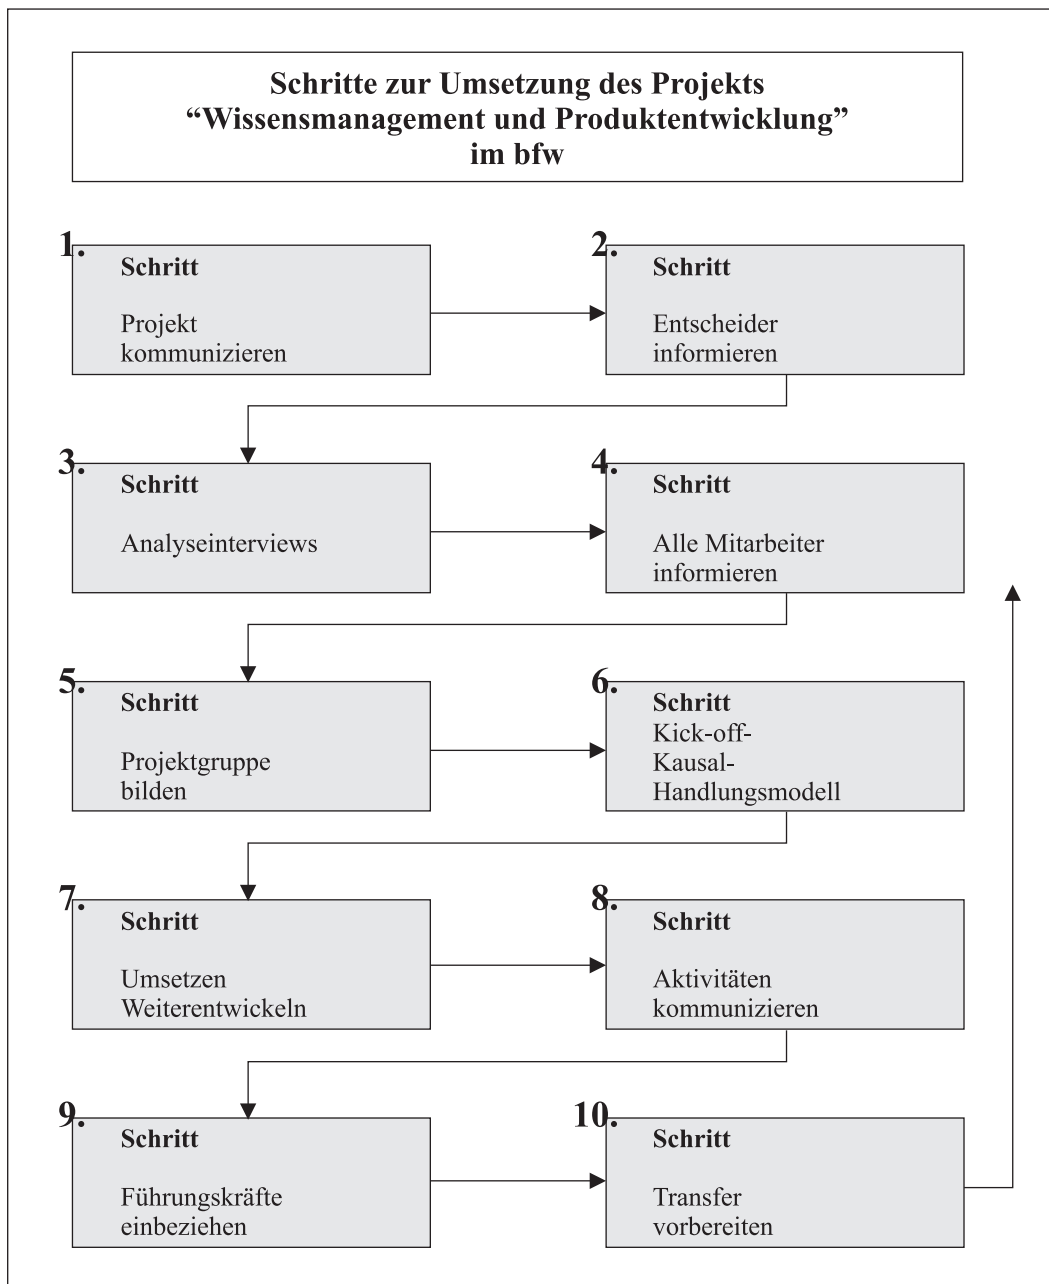 Schritte zur Umsetzung des Projekts
“Wissensmanagement und Produktentwicklung”
im bfw
1.
Schritt
Projekt
kommunizieren
2.
Schritt
Entscheider
informieren
3.
Schritt
Analyseinterviews
4.
Schritt
Alle Mitarbeiter
informieren
5.
Schritt
Projektgruppe
bilden
6.
Schritt
Kick-off-
Kausal-
Handlungsmodell
7.
Schritt
Umsetzen
Weiterentwickeln
8.
Schritt
Aktivitäten
kommunizieren
9.
Schritt
Führungskräfte
einbeziehen
10.
Schritt
Transfer
vorbereiten